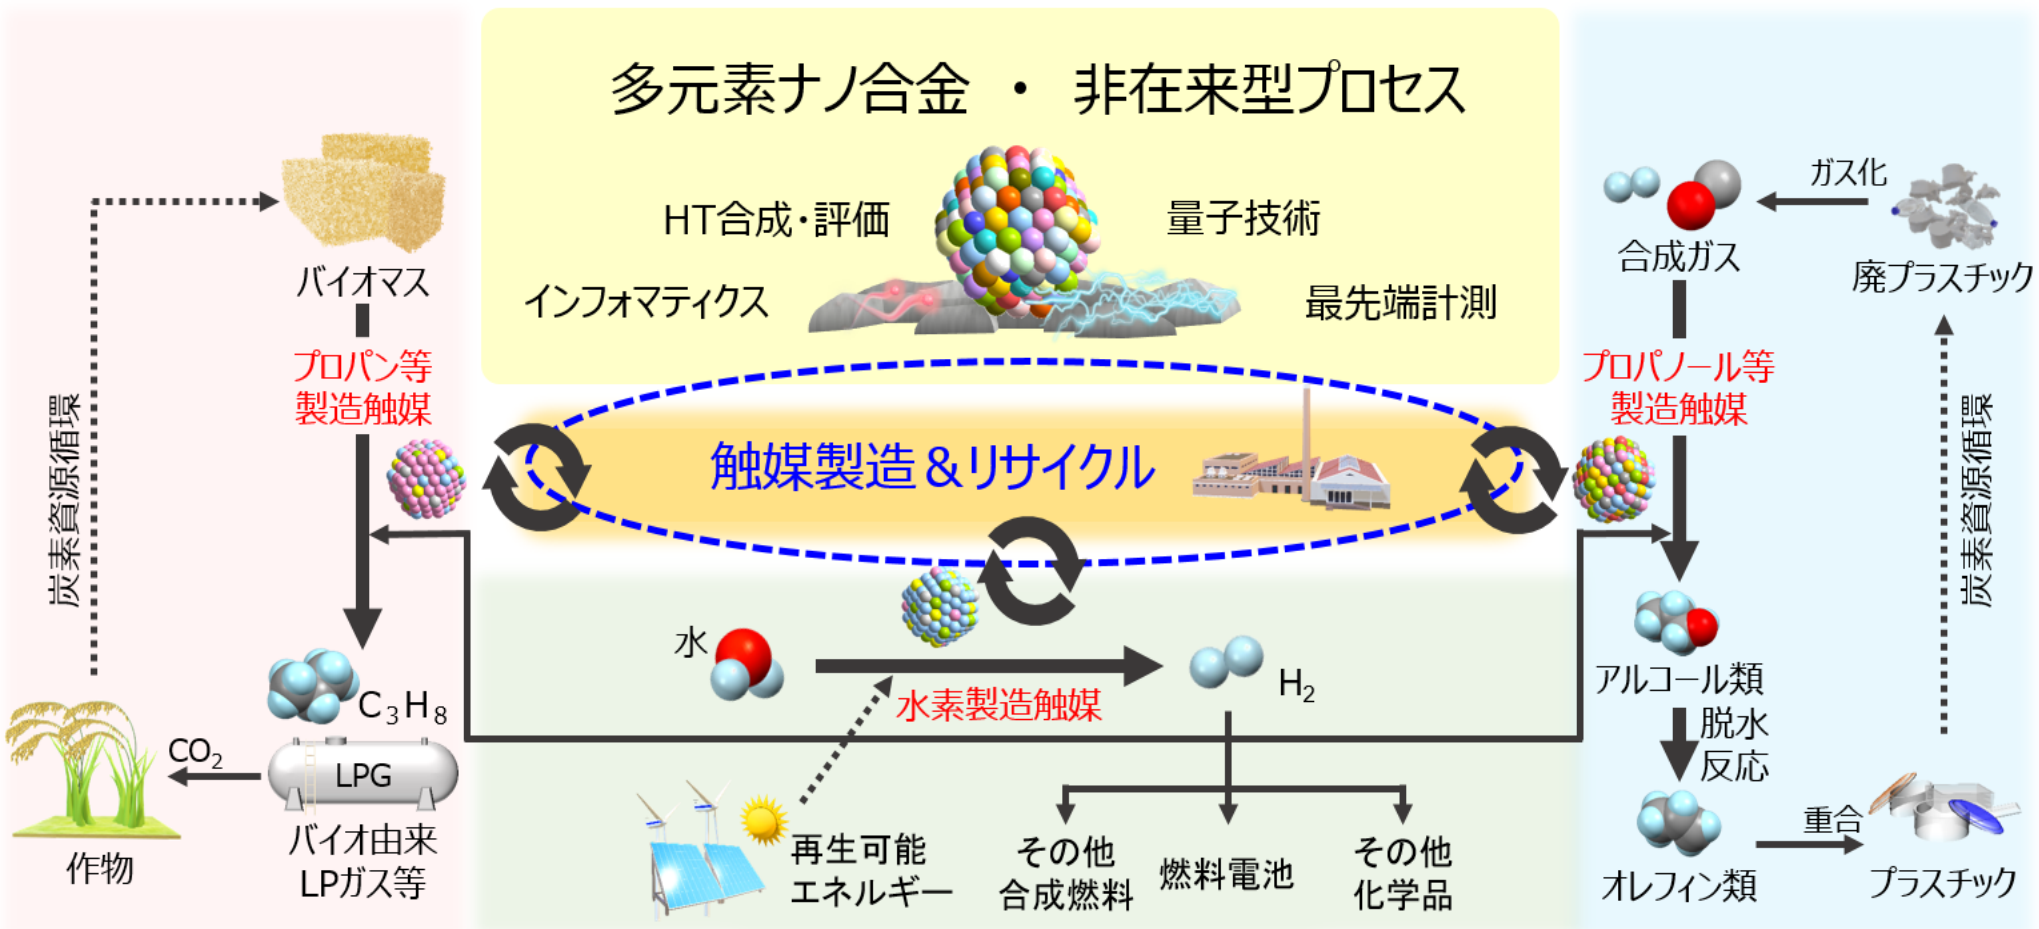 多元素ナノ合金 ・ 非在来型プロセス
HT合成・評価
量子技術
インフォマティクス
最先端計測
触媒製造＆リサイクル
バイオマス
プロパン等
製造触媒
炭素資源循環
C₃H₈
LPG
バイオ由来
LPガス等
CO₂
作物
水
水素製造触媒
H₂
再生可能
エネルギー
その他
合成燃料
燃料電池
その他
化学品
ガス化
合成ガス
廃プラスチック
プロパノール等
製造触媒
炭素資源循環
アルコール類
脱水
反応
オレフィン類
重合
プラスチック